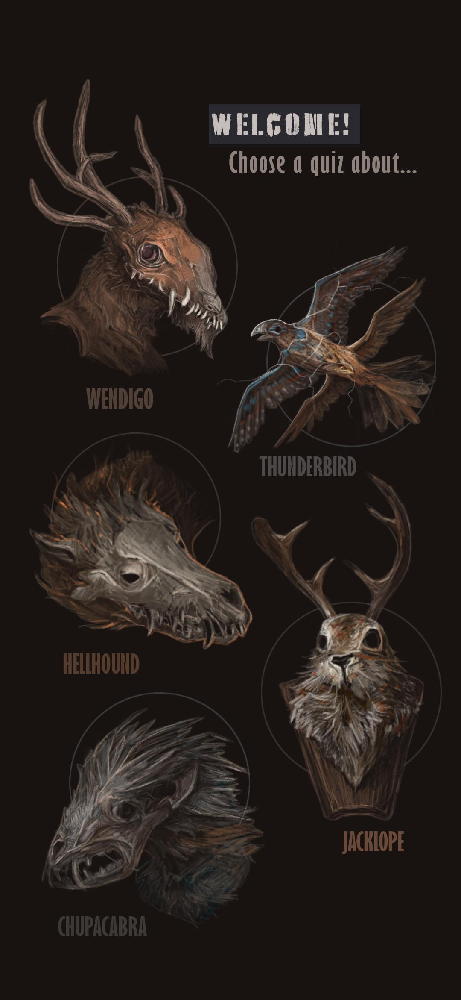 WELCOME!
Choose a quiz about...
WENDIGO
THUNDERBIRD
HELLHOUND
JACKLOPE
CHUPACABRA